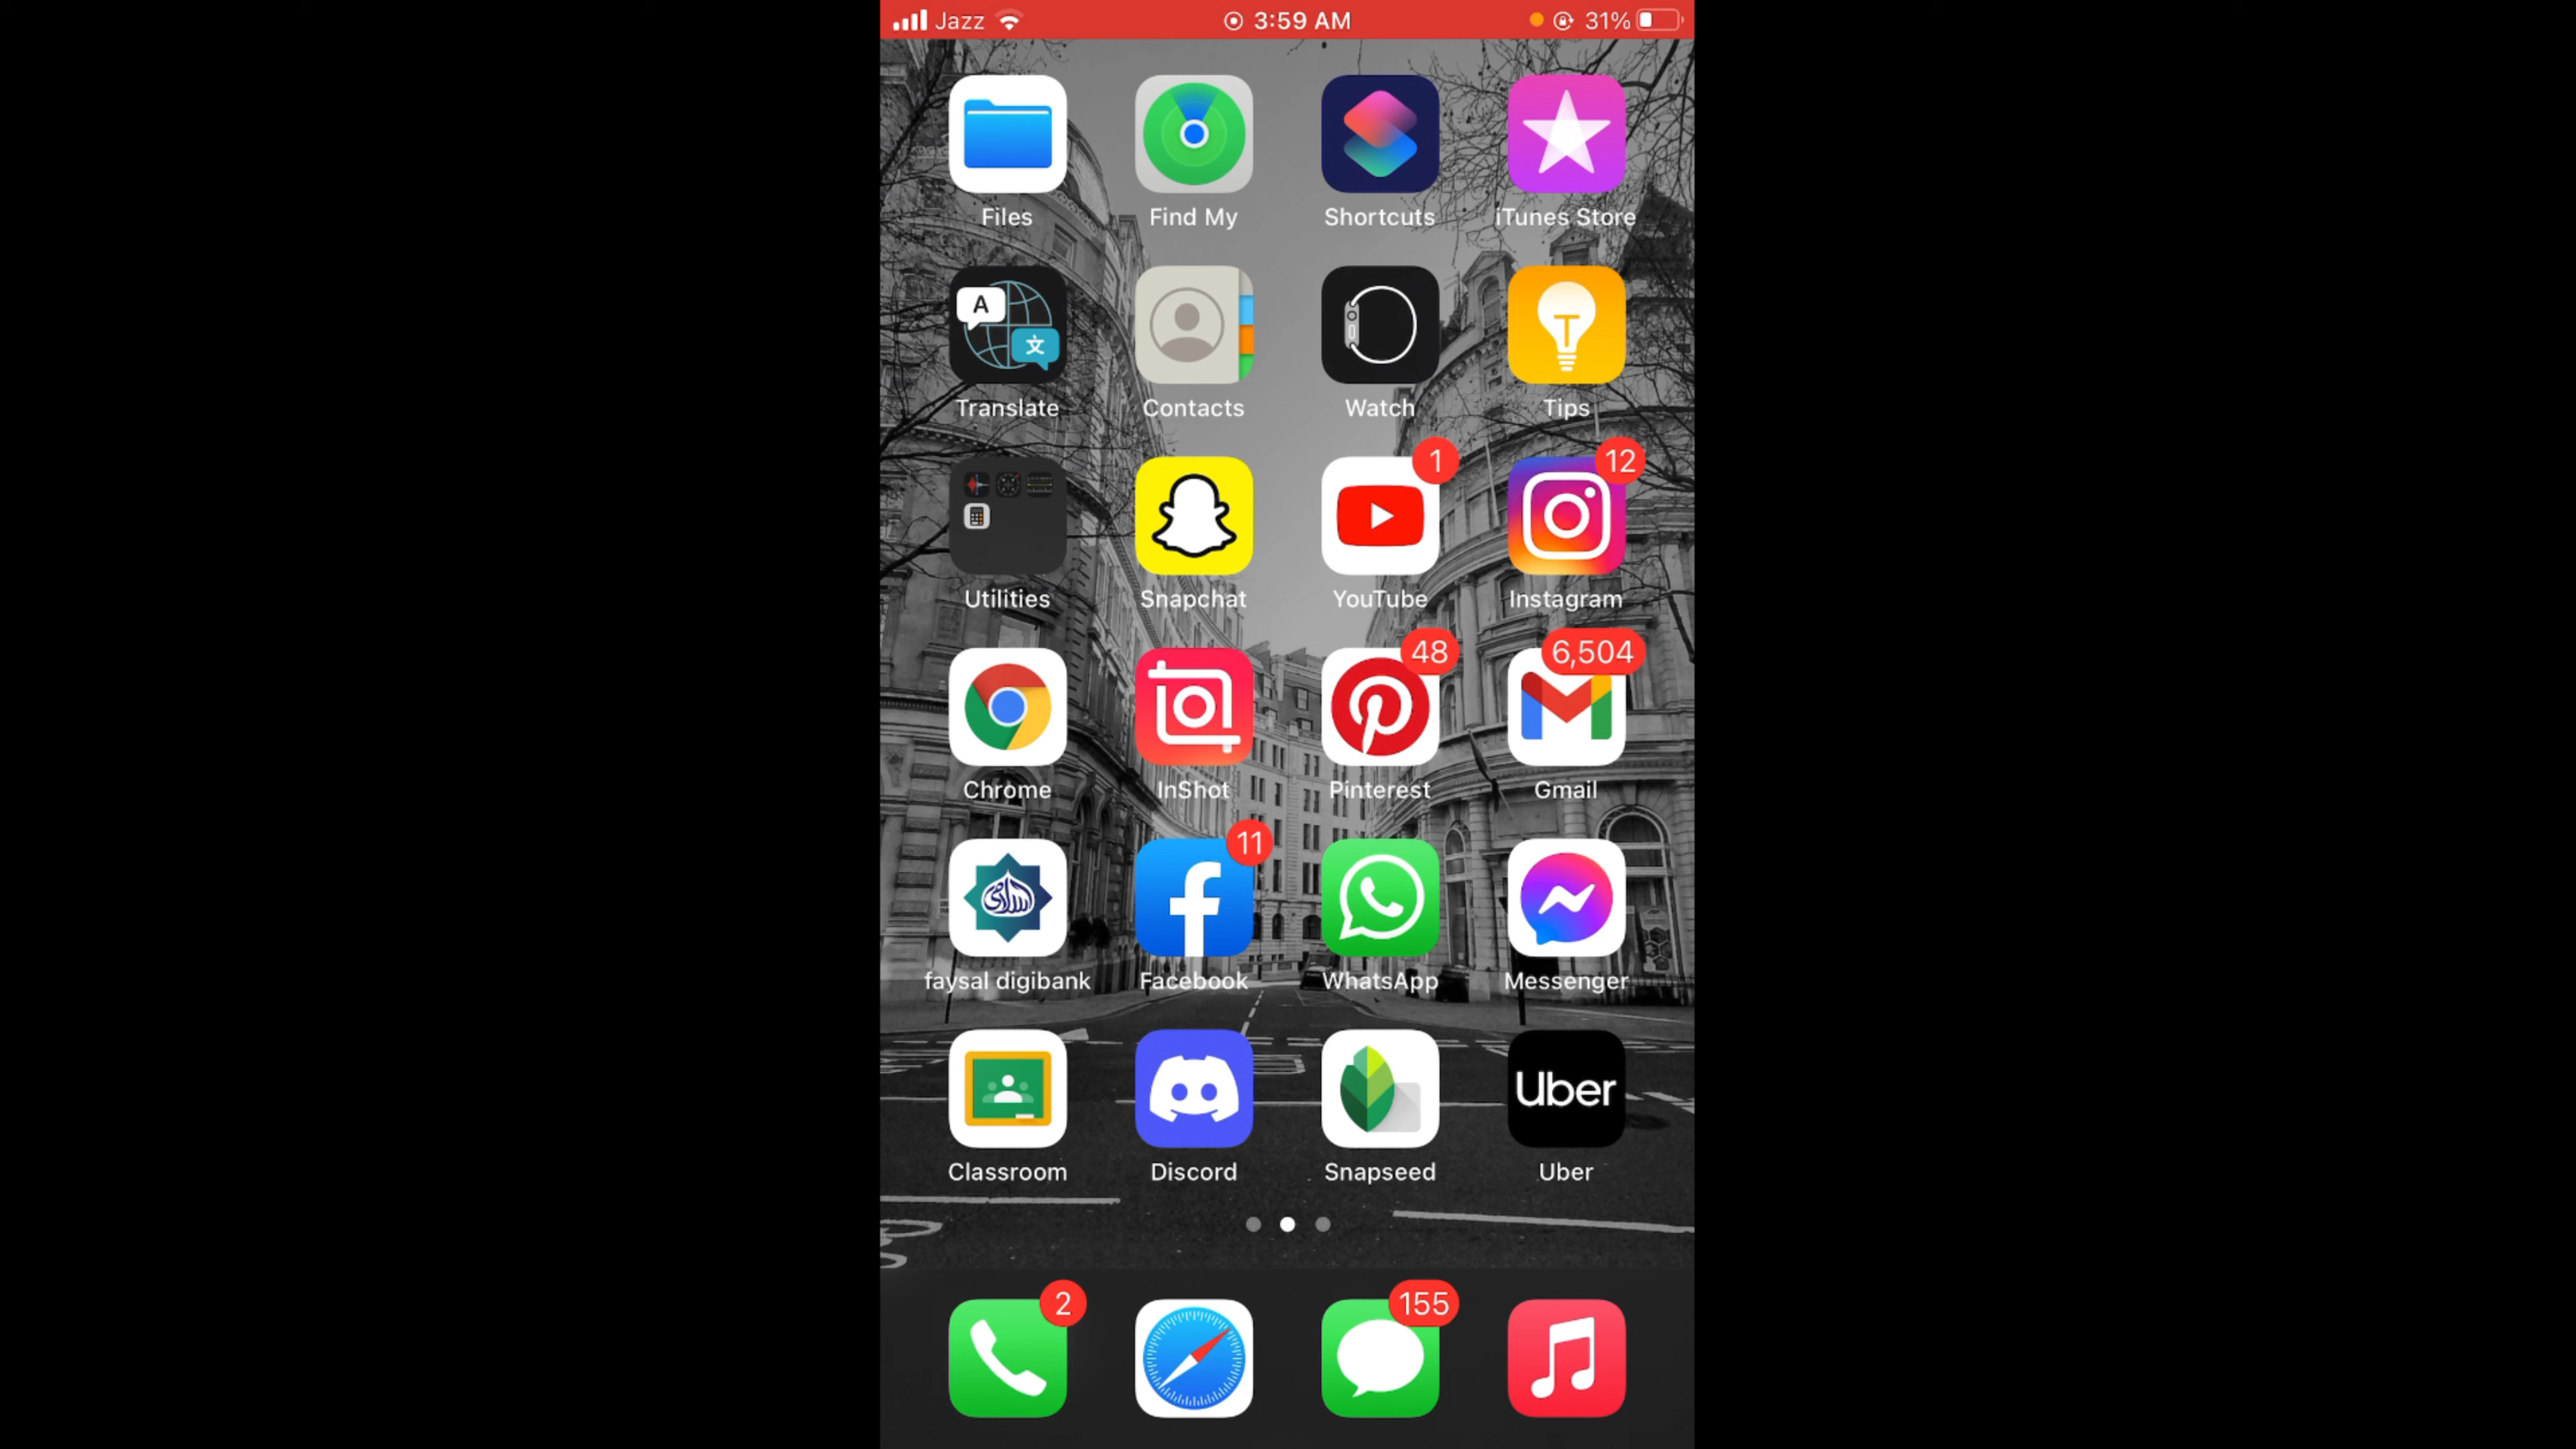 Jazz 3:59 AM 31%
Files Find My Shortcuts iTunes Store
A 文
Translate Contacts Watch Tips
1 12
Utilities Snapchat YouTube Instagram
48 6,504
Chrome InShot Pinterest Gmail
11
اسلامی
faysal digibank Facebook WhatsApp Messenger
Uber
Classroom Discord Snapseed Uber
2 155